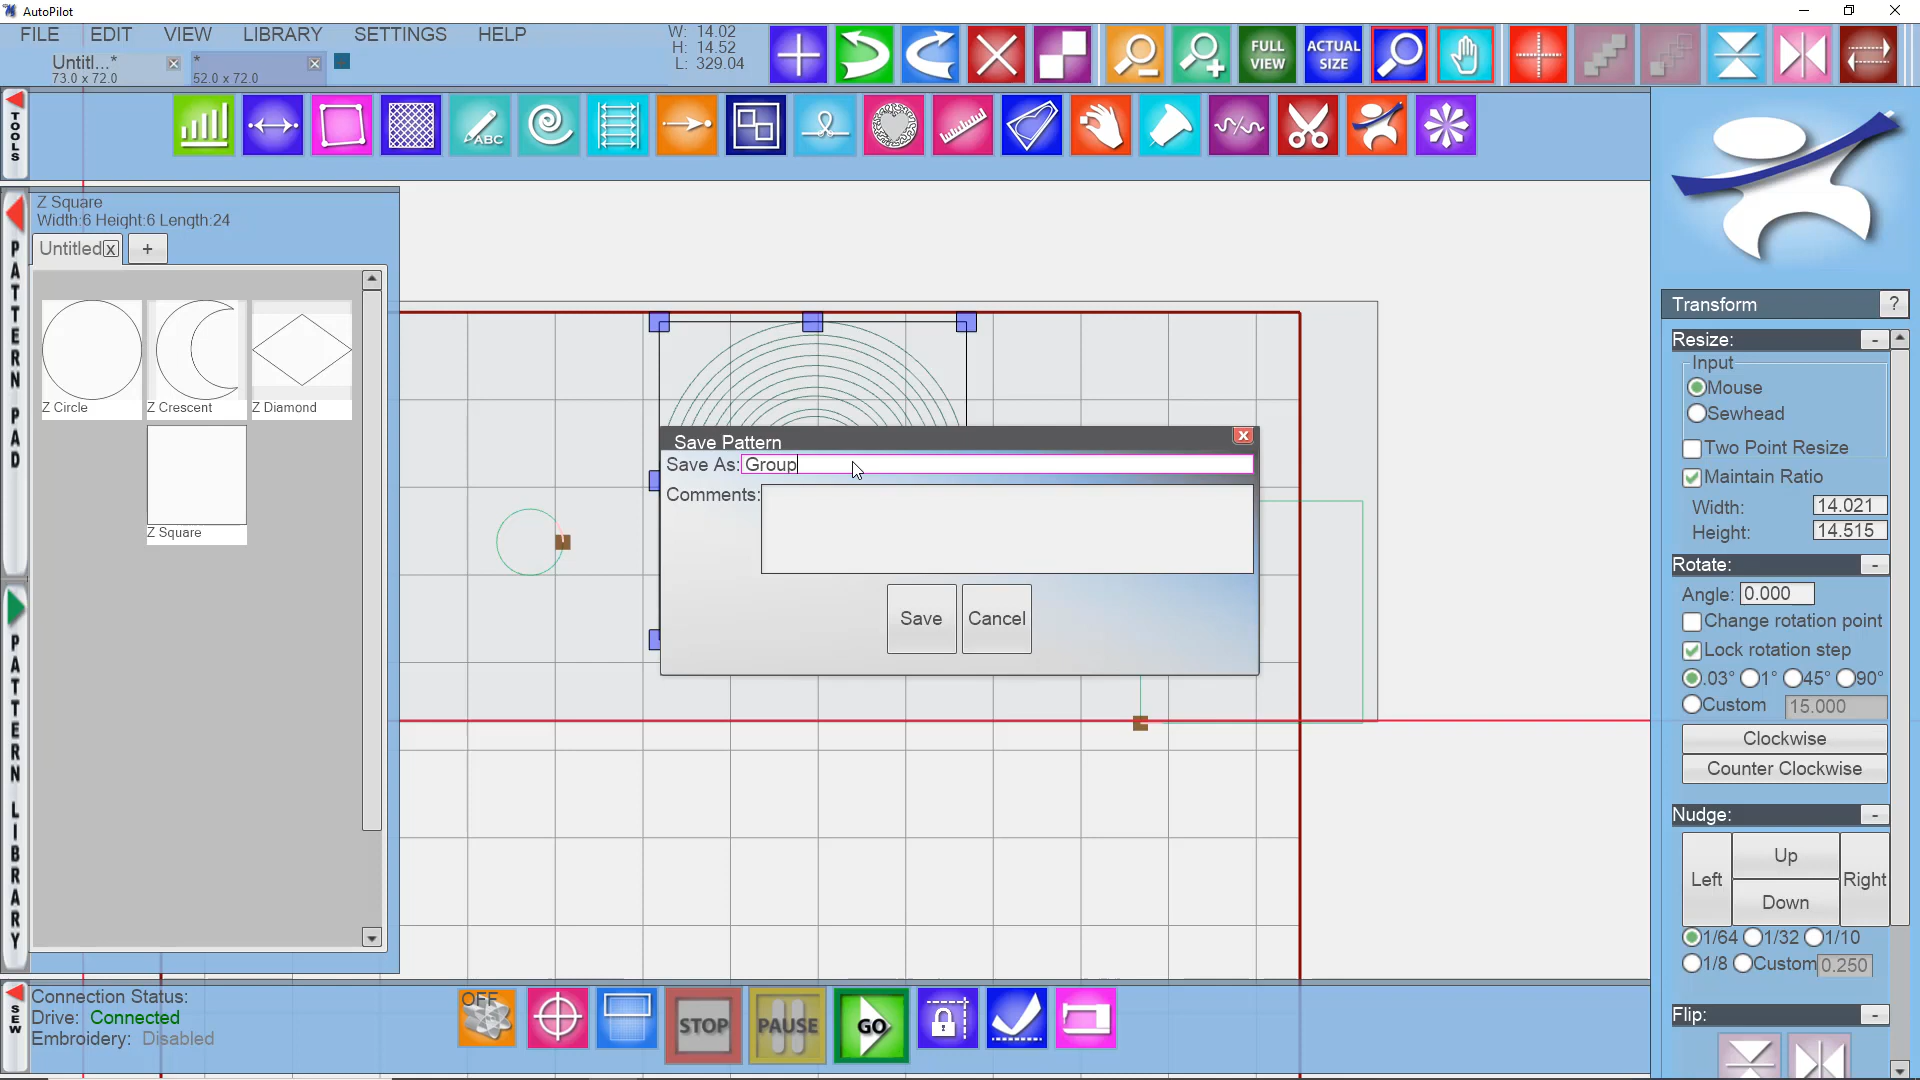 AutoPilot
FILE EDIT VIEW LIBRARY SETTINGS HELP
W: 14.02
H: 14.52
L: 329.04
Untitl...*
73.0 x 72.0
*
52.0 x 72.0
FULL VIEW
ACTUAL SIZE
TOOLS
ABC
Z Square
Width:6 Height:6 Length:24
Untitled X +
PATTERN PAD
Z Circle
Z Crescent
Z Diamond
Z Square
PATTERN LIBRARY
Save Pattern
Save As: Group
Comments:
Save Cancel
Transform ?
Resize: -
Input
Mouse
Sewhead
Two Point Resize
Maintain Ratio
Width: 14.021
Height: 14.515
Rotate: -
Angle: 0.000
Change rotation point
Lock rotation step
.03° 1° 45° 90°
Custom 15.000
Clockwise
Counter Clockwise
Nudge: -
Up
Left Right
Down
1/64 1/32 1/10
1/8 Custom 0.250
Flip: -
SEW
Connection Status:
Drive: Connected
Embroidery: Disabled
OFF
STOP
PAUSE
GO